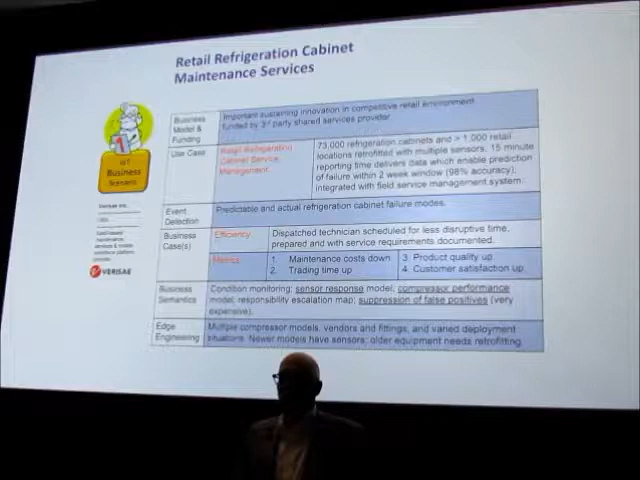 Retail Refrigeration Cabinet
Maintenance Services
Business
Model &
Funding
Important sustaining innovation in competitive retail environment
funded by 3rd party shared services provider.
Use Case
Retail Refrigeration
Cabinet Service
Management.
73,000 refrigeration cabinets and > 1,000 retail
locations retrofitted with multiple sensors, 15 minute
reporting time delivers data which enable prediction
of failure within 2 week window (98% accuracy),
integrated with field service management system.
Event
Detection
Predictable and actual refrigeration cabinet failure modes.
Business
Case(s)
Efficiency
Dispatched technician scheduled for less disruptive time,
prepared and with service requirements documented.
Metrics
1. Maintenance costs down
2. Trading time up
3. Product quality up
4. Customer satisfaction up
Business
Semantics
Condition monitoring; sensor response model, compressor performance
model, responsibility escalation map; suppression of false positives (very
expensive).
Edge
Engineering
Multiple compressor models, vendors and fittings, and varied deployment
situations. Newer models have sensors; older equipment needs retrofitting.
1
IoT
Business
Scenario
Verisae Inc.
VERISAE